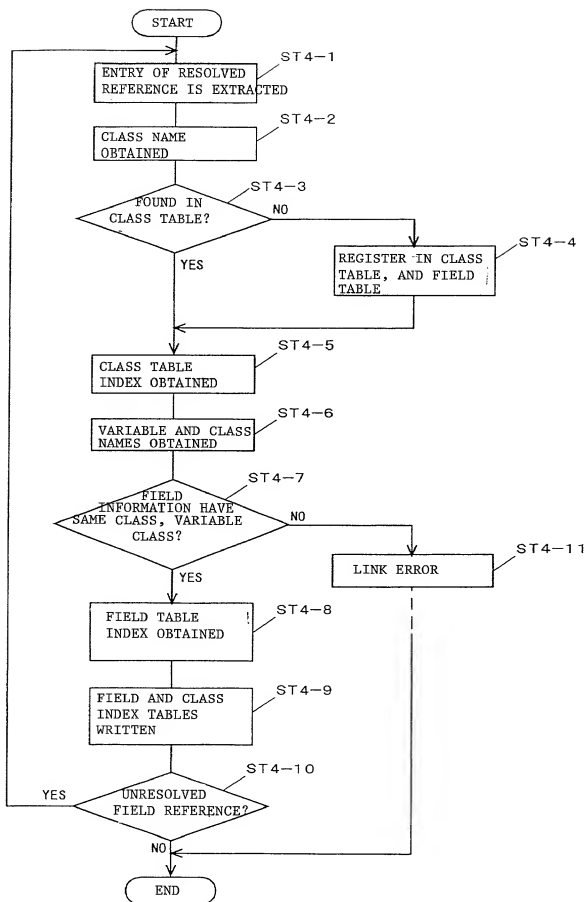 START
ST4-1
ENTRY OF RESOLVED
REFERENCE IS EXTRACTED
ST4-2
CLASS NAME
OBTAINED
ST4-3
FOUND IN
CLASS TABLE?
NO
ST4-4
REGISTER IN CLASS
TABLE, AND FIELD
TABLE
YES
ST4-5
CLASS TABLE
INDEX OBTAINED
ST4-6
VARIABLE AND CLASS
NAMES OBTAINED
ST4-7
FIELD
INFORMATION HAVE
SAME CLASS, VARIABLE
CLASS?
NO
ST4-11
LINK ERROR
YES
ST4-8
FIELD TABLE
INDEX OBTAINED
ST4-9
FIELD AND CLASS
INDEX TABLES
WRITTEN
ST4-10
YES
UNRESOLVED
FIELD REFERENCE?
NO
END